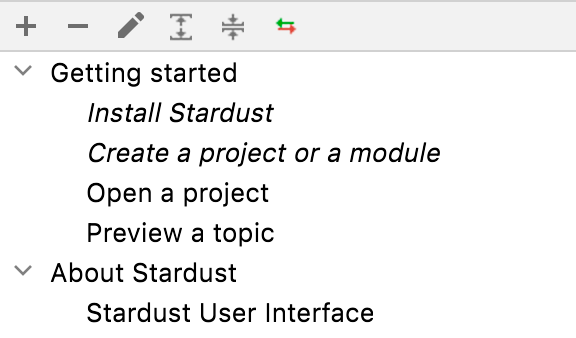 Getting started
Install Stardust
Create a project or a module
Open a project
Preview a topic
About Stardust
Stardust User Interface